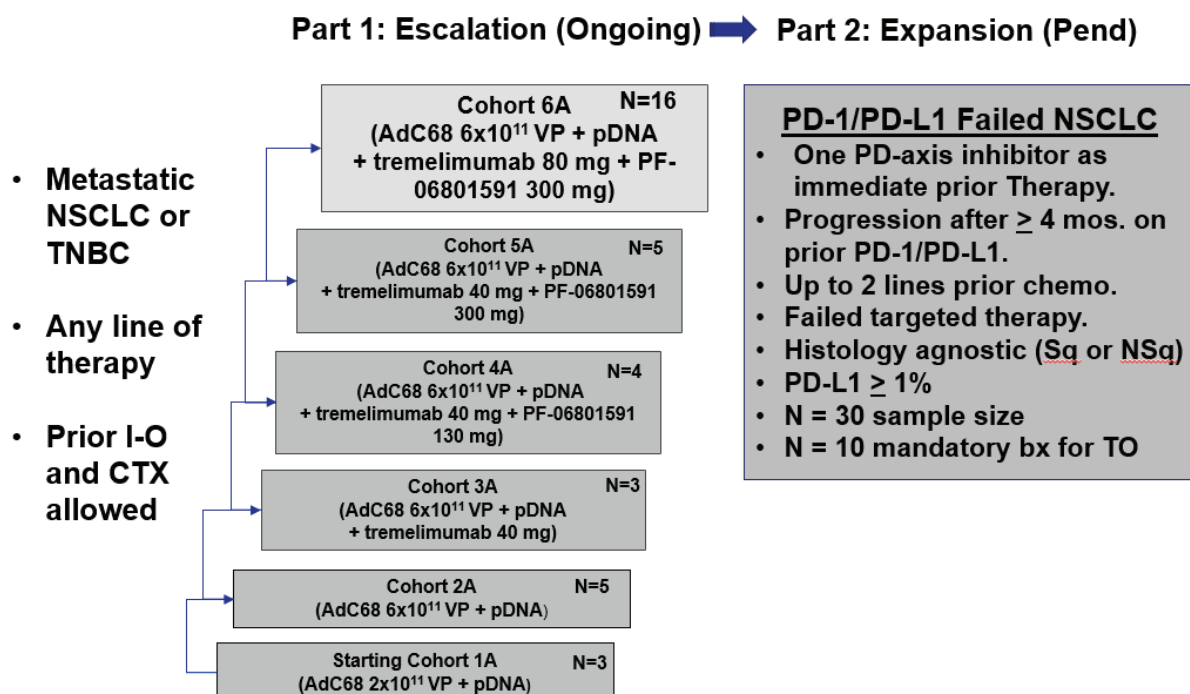 Part 1: Escalation (Ongoing)
Part 2: Expansion (Pend)
• Metastatic
NSCLC or
TNBC
• Any line of
therapy
• Prior I-O
and CTX
allowed
Cohort 6A N=16
(AdC68 6x10¹¹ VP + pDNA
+ tremelimumab 80 mg + PF-
06801591 300 mg)
Cohort 5A N=5
(AdC68 6x10¹¹ VP + pDNA
+ tremelimumab 40 mg + PF-06801591
300 mg)
Cohort 4A N=4
(AdC68 6x10¹¹ VP + pDNA
+ tremelimumab 40 mg + PF-06801591
130 mg)
Cohort 3A N=3
(AdC68 6x10¹¹ VP + pDNA
+ tremelimumab 40 mg)
Cohort 2A N=5
(AdC68 6x10¹¹ VP + pDNA)
Starting Cohort 1A N=3
(AdC68 2x10¹¹ VP + pDNA)
PD-1/PD-L1 Failed NSCLC
• One PD-axis inhibitor as
immediate prior Therapy.
• Progression after ≥ 4 mos. on
prior PD-1/PD-L1.
• Up to 2 lines prior chemo.
• Failed targeted therapy.
• Histology agnostic (Sq or NSq)
• PD-L1 ≥ 1%
• N = 30 sample size
• N = 10 mandatory bx for TO